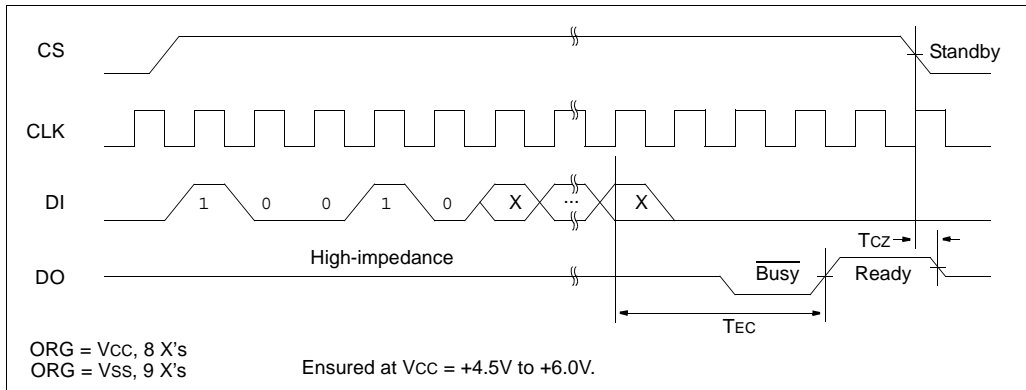 CS
Standby
CLK
DI
1 0 0 1 0 X ... X
TCZ
High-impedance
DO
Busy
Ready
TEC
ORG = VCC, 8 X's
ORG = VSS, 9 X's
Ensured at VCC = +4.5V to +6.0V.